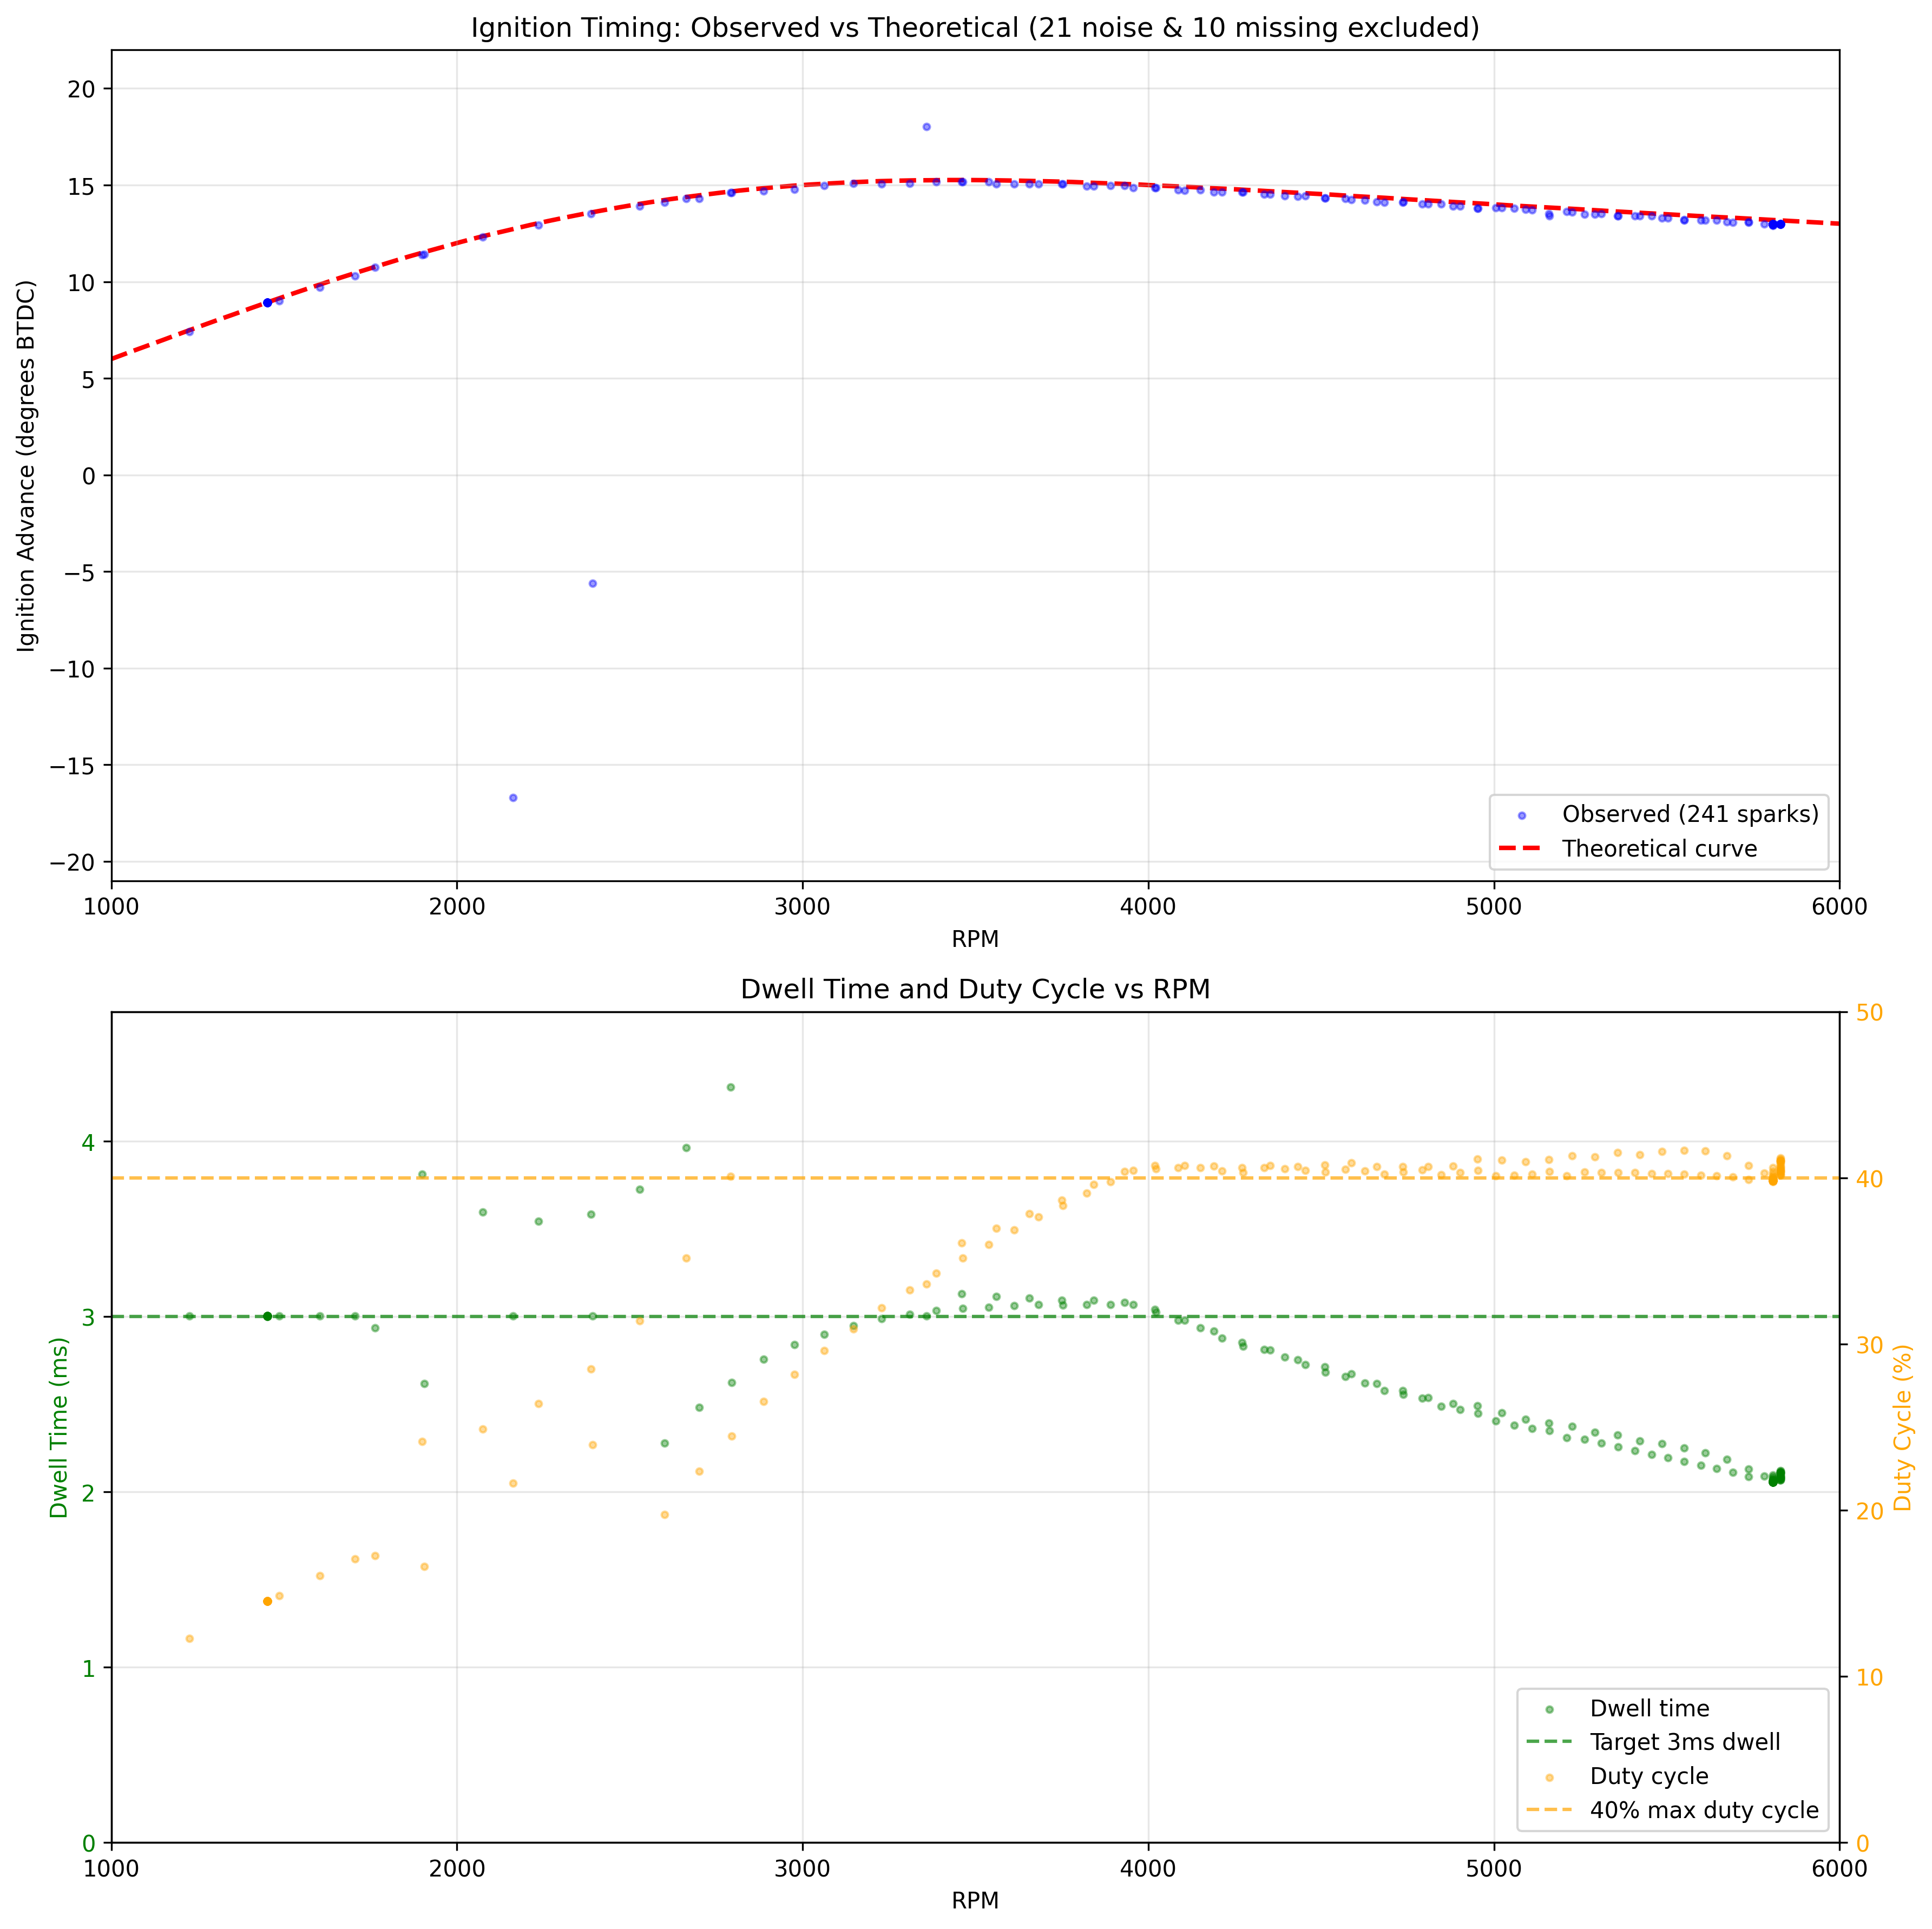 Ignition Timing: Observed vs Theoretical (21 noise & 10 missing excluded)
20
15
10
5
0
−5
−10
−15
−20
Ignition Advance (degrees BTDC)
Observed (241 sparks)
Theoretical curve
1000 2000 3000 4000 5000 6000
RPM
Dwell Time and Duty Cycle vs RPM
4
3
2
1
0
Dwell Time (ms)
50
40
30
20
10
0
Duty Cycle (%)
Dwell time
Target 3ms dwell
Duty cycle
40% max duty cycle
1000 2000 3000 4000 5000 6000
RPM